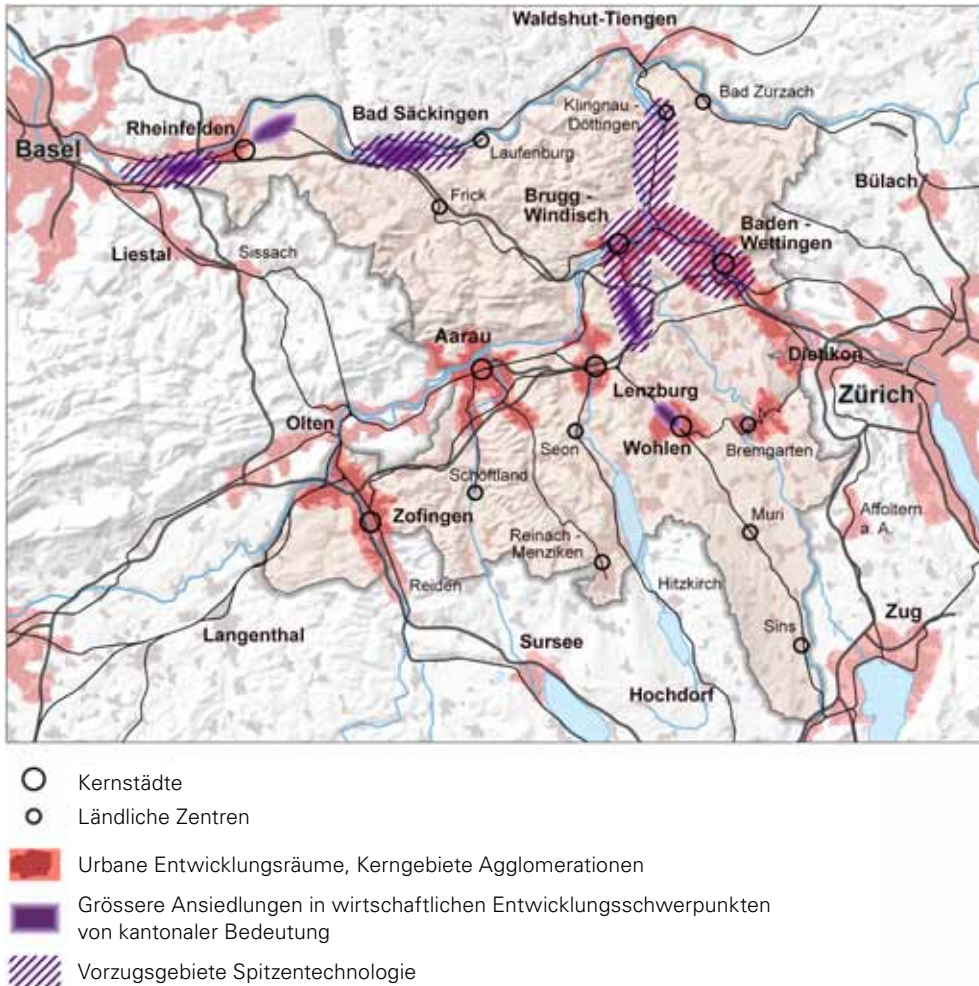 Waldshut-Tiengen
Bad Zurzach
Klingnau -
Döttingen
Bad Säckingen
Rheinfelden
Basel
Laufenburg
Bülach
Frick
Brugg -
Windisch
Baden -
Wettingen
Liestal
Sissach
Aarau
Dietikon
Lenzburg
Zürich
Olten
Wohlen
Bremgarten
Seon
Schöftland
Zofingen
Muri
Affoltern
a. A.
Reinach -
Menziken
Reiden
Hitzkirch
Langenthal
Sursee
Sins
Zug
Hochdorf
Kernstädte
Ländliche Zentren
Urbane Entwicklungsräume, Kerngebiete Agglomerationen
Grössere Ansiedlungen in wirtschaftlichen Entwicklungsschwerpunkten
von kantonaler Bedeutung
Vorzugsgebiete Spitzentechnologie